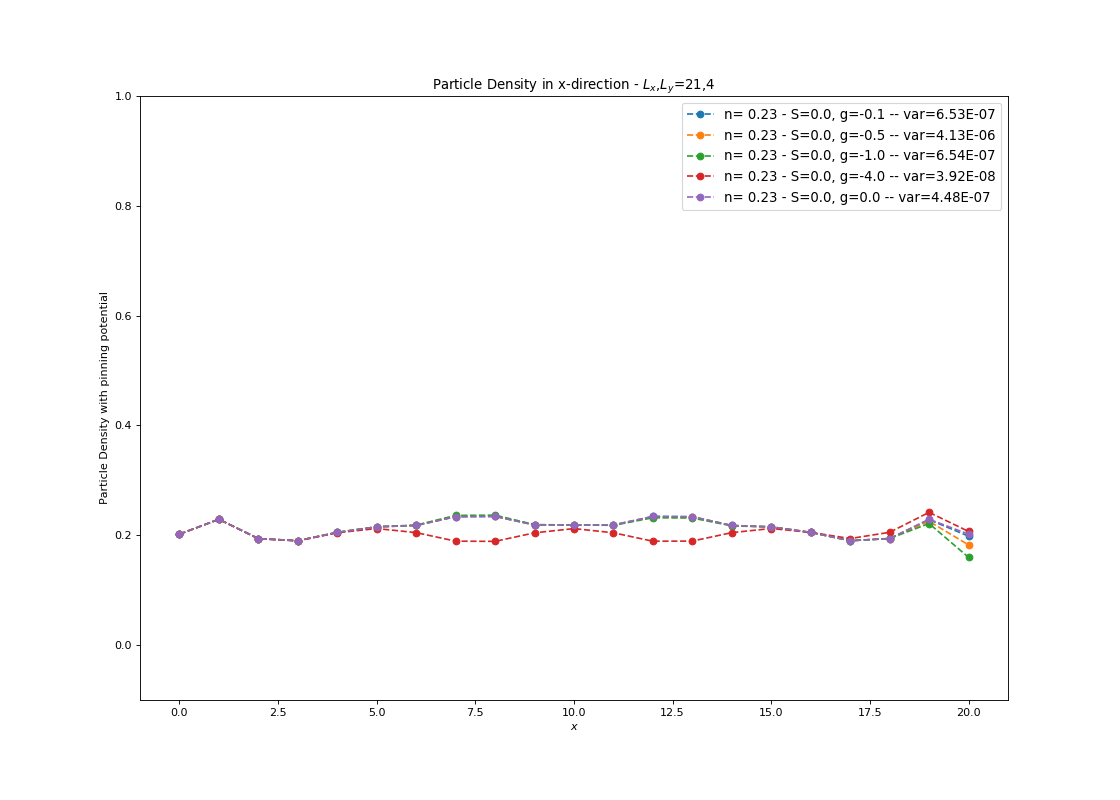 Particle Density in x-direction - Lx,Ly=21,4
n= 0.23 - S=0.0, g=-0.1 -- var=6.53E-07
n= 0.23 - S=0.0, g=-0.5 -- var=4.13E-06
n= 0.23 - S=0.0, g=-1.0 -- var=6.54E-07
n= 0.23 - S=0.0, g=-4.0 -- var=3.92E-08
n= 0.23 - S=0.0, g=0.0 -- var=4.48E-07
Particle Density with pinning potential
1.0
0.8
0.6
0.4
0.2
0.0
0.0 2.5 5.0 7.5 10.0 12.5 15.0 17.5 20.0
x